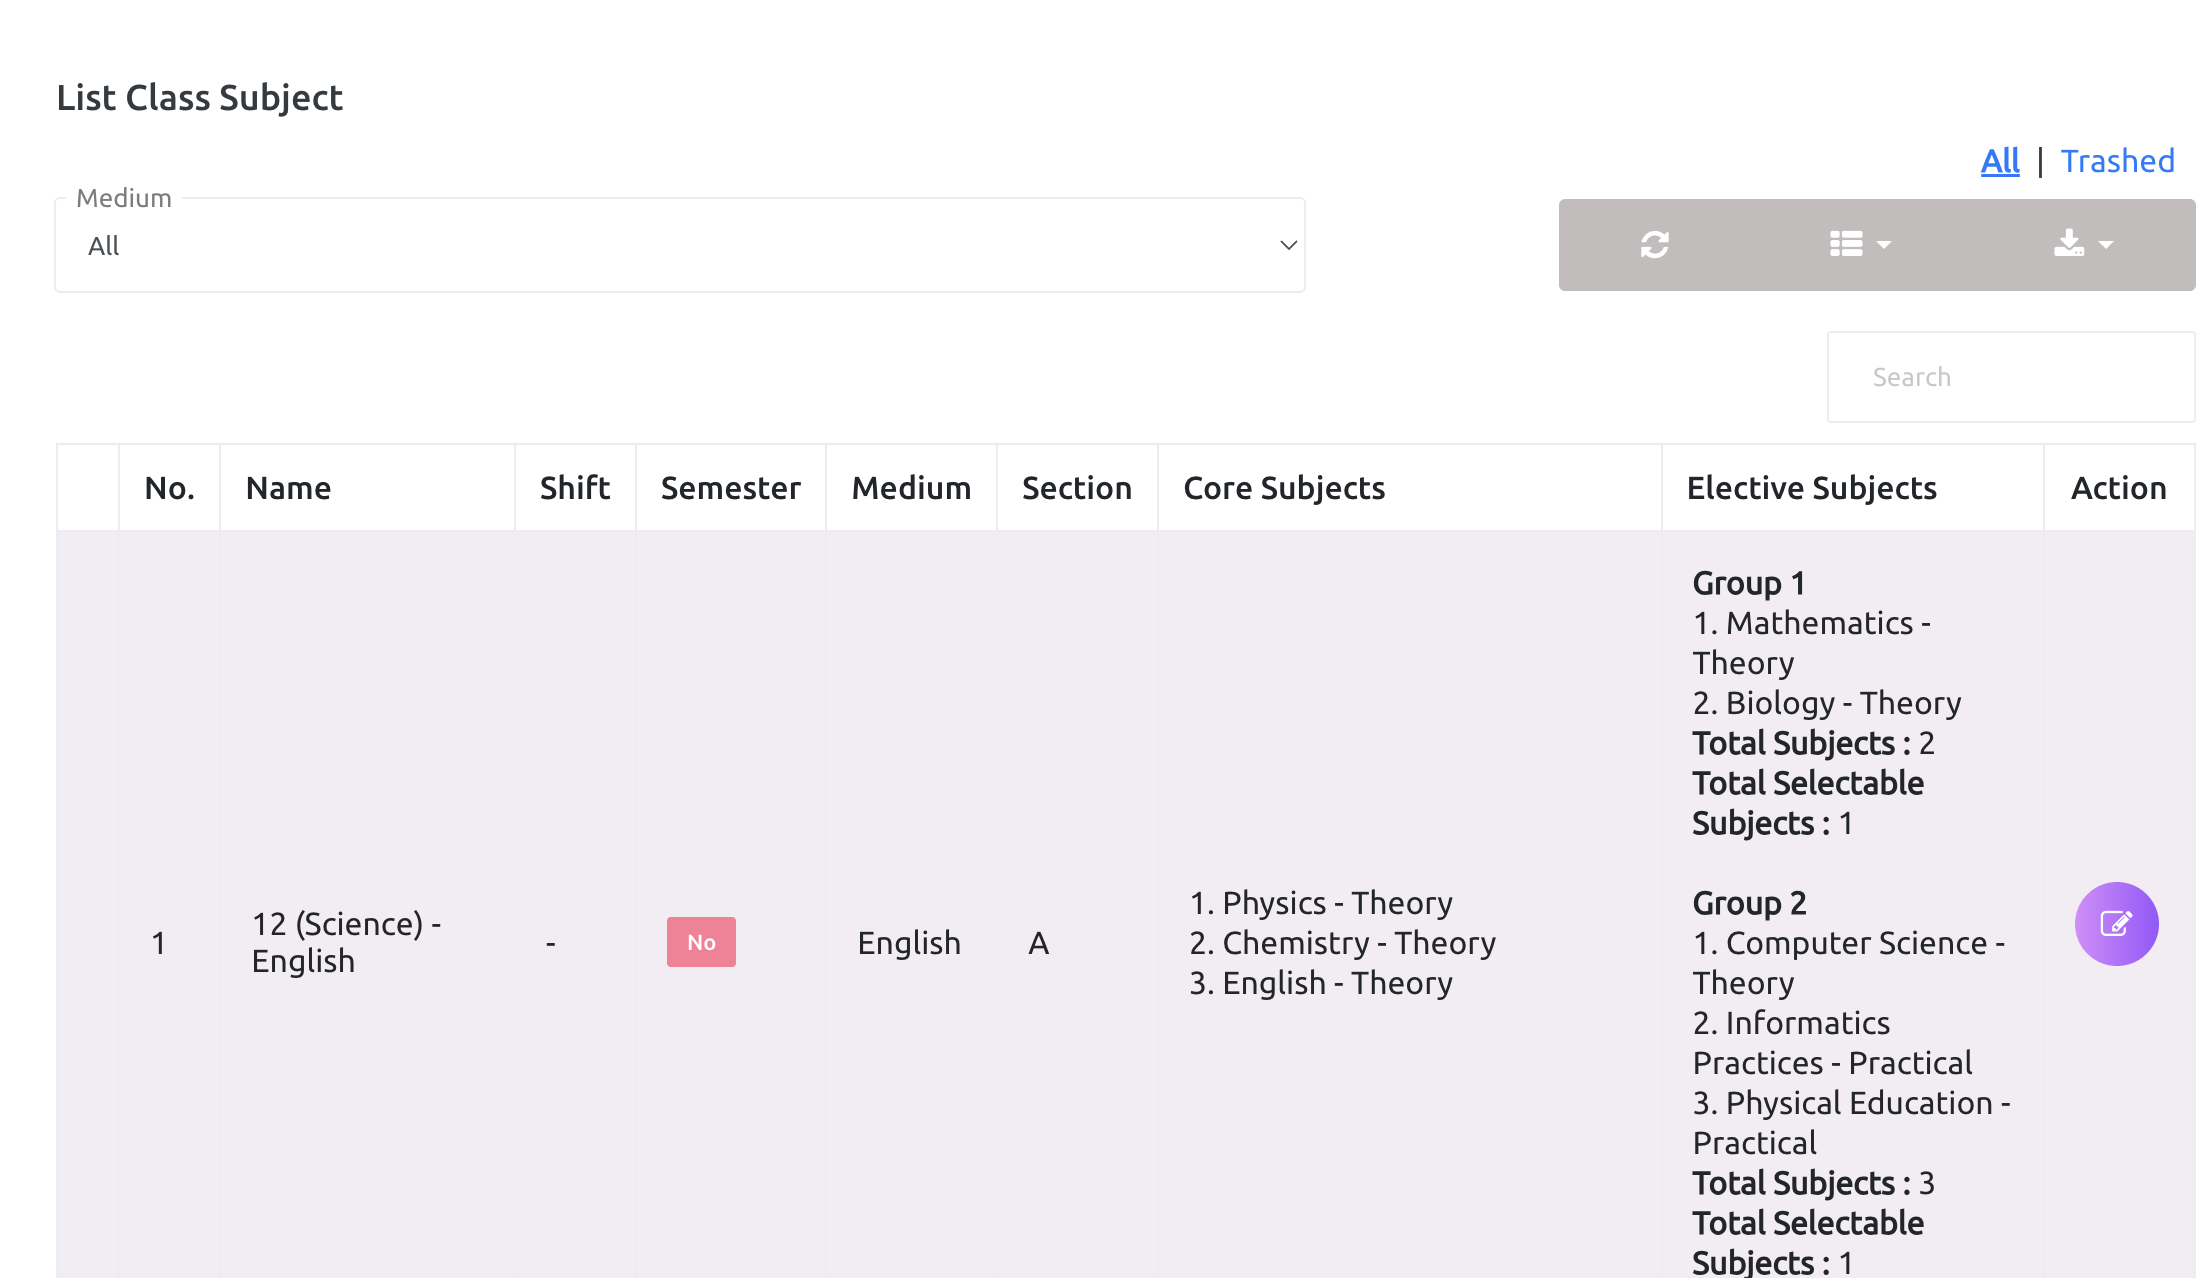 List Class Subject
All | Trashed
Medium
All
Search
No. Name Shift Semester Medium Section Core Subjects Elective Subjects Action
1
12 (Science) -
English
-
No
English
A
1. Physics - Theory
2. Chemistry - Theory
3. English - Theory
Group 1
1. Mathematics -
Theory
2. Biology - Theory
Total Subjects : 2
Total Selectable
Subjects : 1
Group 2
1. Computer Science -
Theory
2. Informatics
Practices - Practical
3. Physical Education -
Practical
Total Subjects : 3
Total Selectable
Subjects : 1